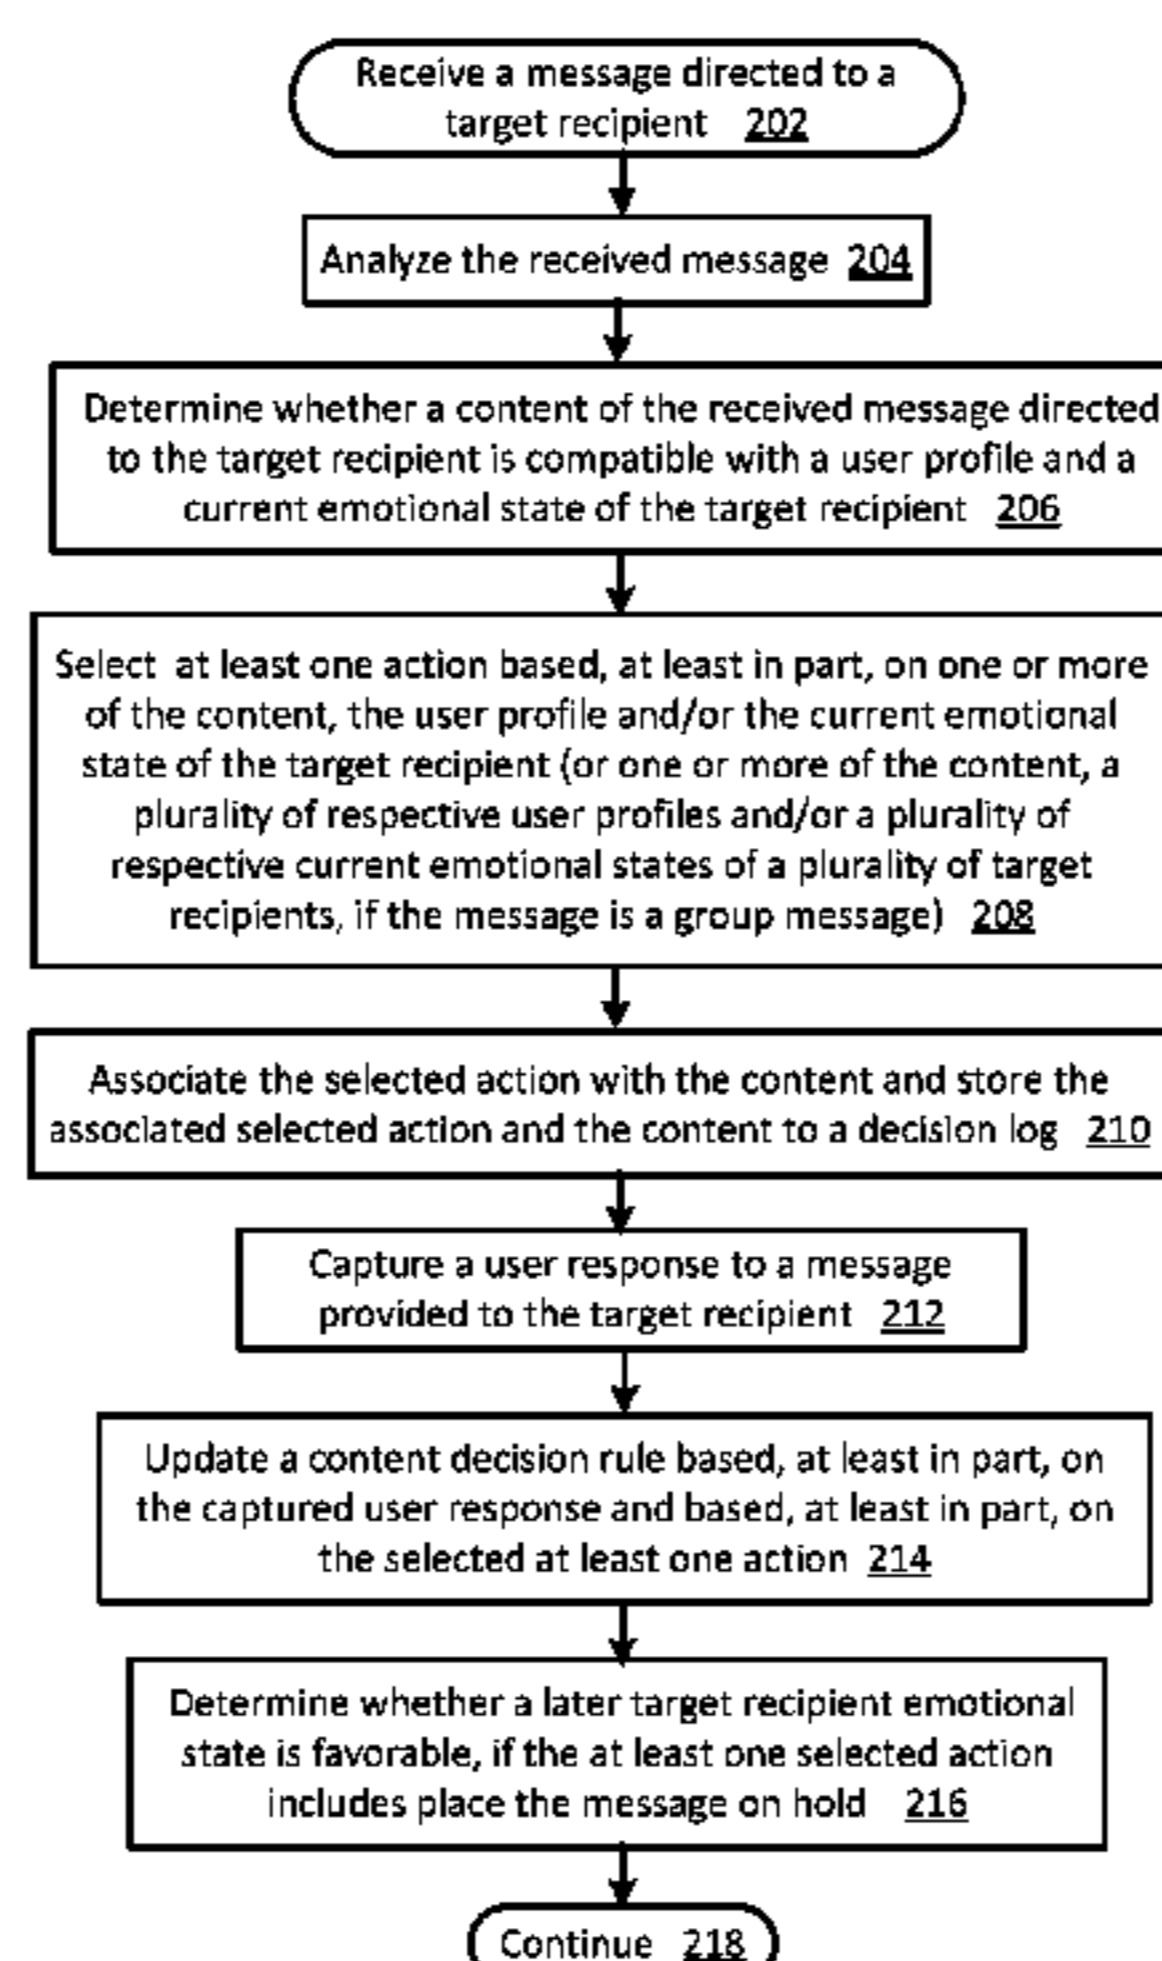 Receive a message directed to a
target recipient 202
Analyze the received message 204
Determine whether a content of the received message directed
to the target recipient is compatible with a user profile and a
current emotional state of the target recipient 206
Select at least one action based, at least in part, on one or more
of the content, the user profile and/or the current emotional
state of the target recipient (or one or more of the content, a
plurality of respective user profiles and/or a plurality of
respective current emotional states of a plurality of target
recipients, if the message is a group message) 208
Associate the selected action with the content and store the
associated selected action and the content to a decision log 210
Capture a user response to a message
provided to the target recipient 212
Update a content decision rule based, at least in part, on
the captured user response and based, at least in part, on
the selected at least one action 214
Determine whether a later target recipient emotional
state is favorable, if the at least one selected action
includes place the message on hold 216
Continue 218